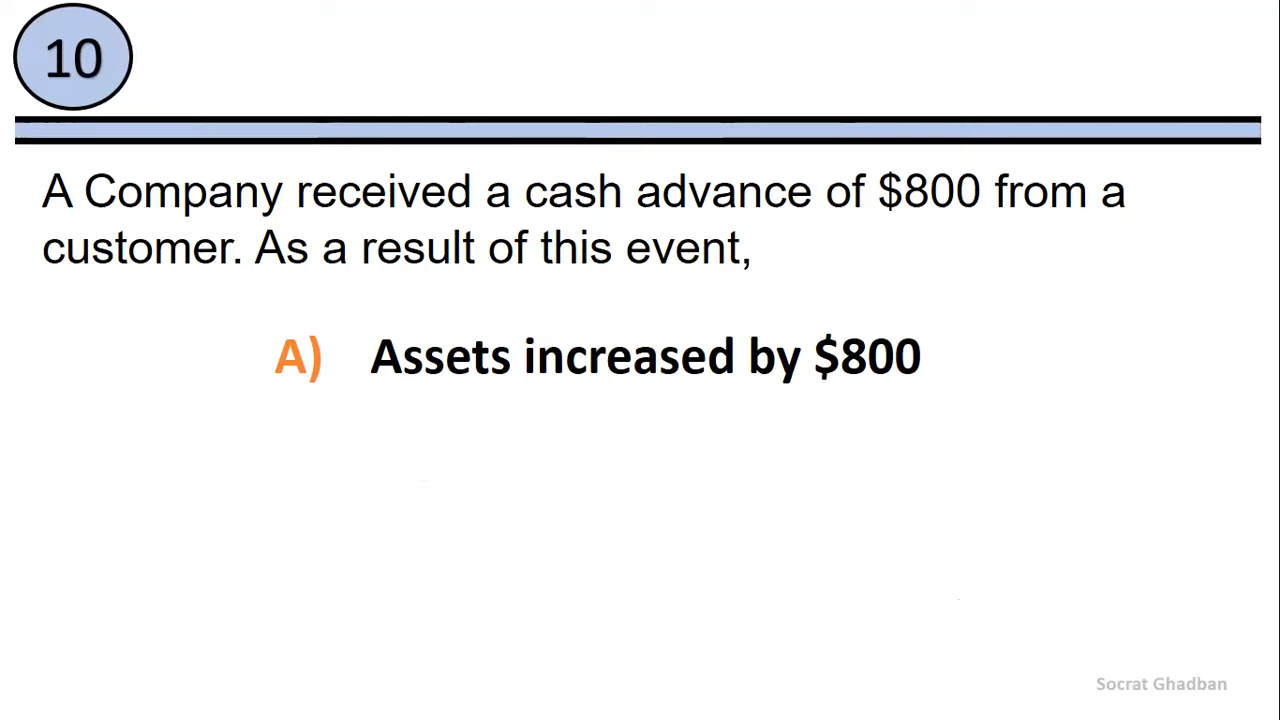 10
A Company received a cash advance of $800 from a
customer. As a result of this event,
A) Assets increased by $800
Socrat Ghadban